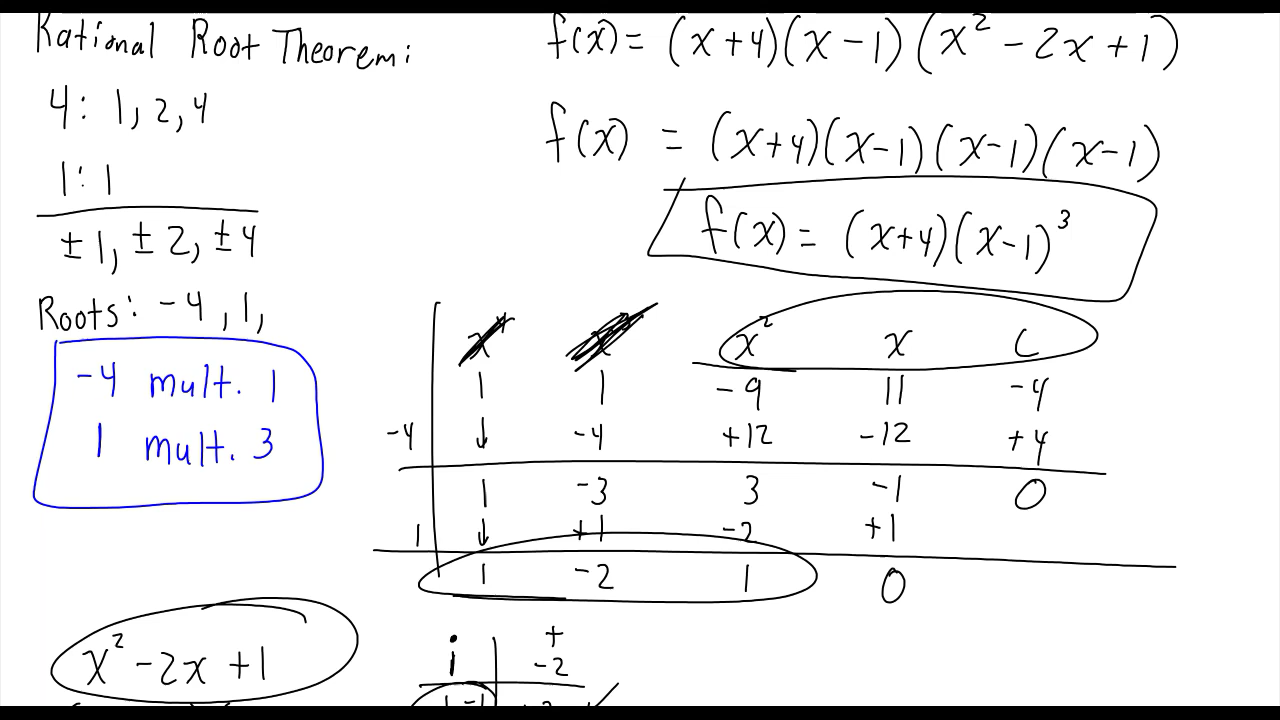 Rational Root Theorem:
4: 1, 2, 4
1: 1
± 1, ± 2, ± 4
Roots: -4, 1,
-4 mult. 1
1 mult. 3
f(x) = (x+4)(x-1)(x² - 2x + 1)
f(x) = (x+4)(x-1)(x-1)(x-1)
f(x) = (x+4)(x-1)³
x⁴ x³ x² x C
1 1 -9 11 -4
-4 ↓ -4 +12 -12 +4
1 -3 3 -1 0
1 ↓ +1 -2 +1
1 -2 1 0
x² - 2x + 1
+
1 -2